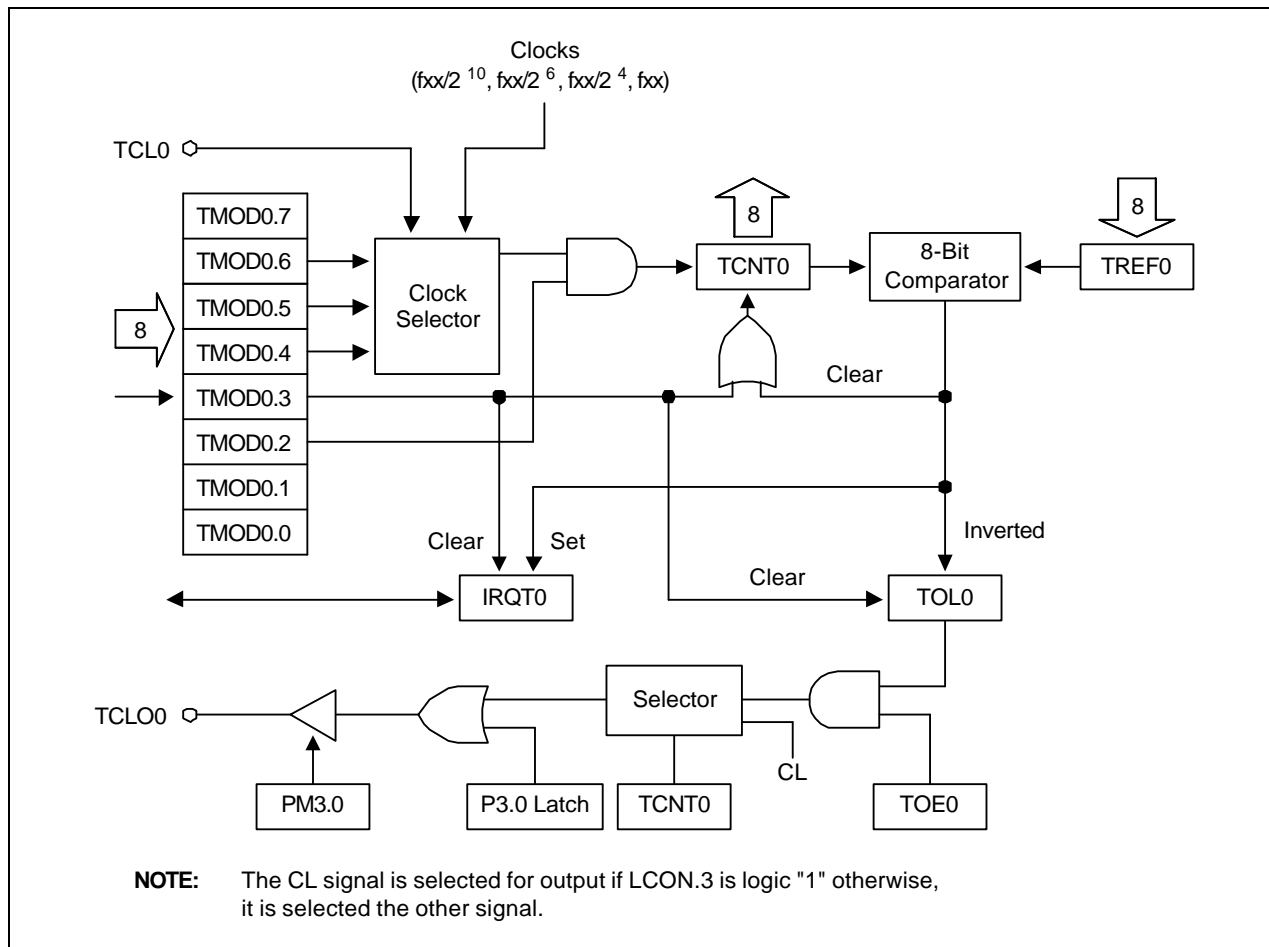 Clocks
(fxx/2 10, fxx/2 6, fxx/2 4, fxx)
TCL0
TMOD0.7
TMOD0.6
TMOD0.5
TMOD0.4
TMOD0.3
TMOD0.2
TMOD0.1
TMOD0.0
8
Clock
Selector
8
TCNT0
8-Bit
Comparator
8
TREF0
Clear
Clear
Set
Inverted
IRQT0
Clear
TOL0
TCLO0
Selector
CL
PM3.0
P3.0 Latch
TCNT0
TOE0
NOTE: The CL signal is selected for output if LCON.3 is logic "1" otherwise,
it is selected the other signal.